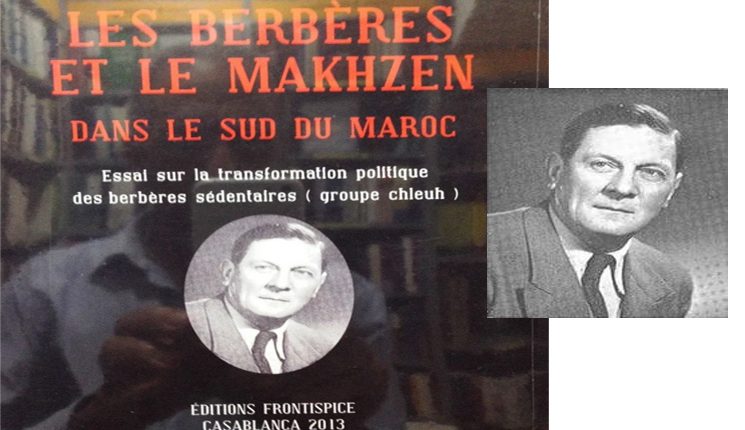 LES BERBÈRES
ET LE MAKHZEN
DANS LE SUD DU MAROC
Essai sur la transformation politique
des berbères sédentaires ( groupe chleuh )
ÉDITIONS FRONTISPICE
CASABLANCA 2013